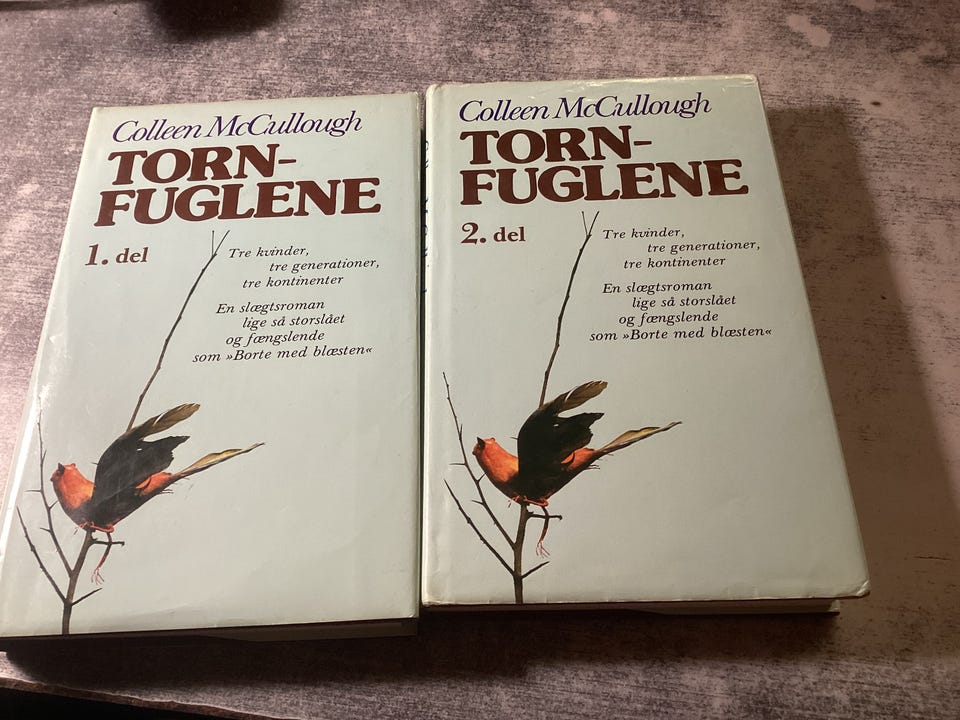 Colleen McCullough
TORN-
FUGLENE
1. del
Tre kvinder,
tre generationer,
tre kontinenter
En slægtsroman
lige så storslået
og fængslende
som »Borte med blæsten«
Colleen McCullough
TORN-
FUGLENE
2. del
Tre kvinder,
tre generationer,
tre kontinenter
En slægtsroman
lige så storslået
og fængslende
som »Borte med blæsten«